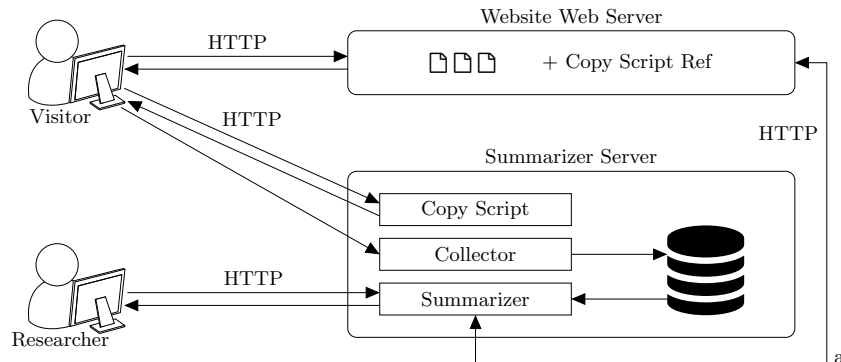 Website Web Server
HTTP
+ Copy Script Ref
Visitor
HTTP
HTTP
Summarizer Server
Copy Script
Collector
HTTP
Summarizer
Researcher
a